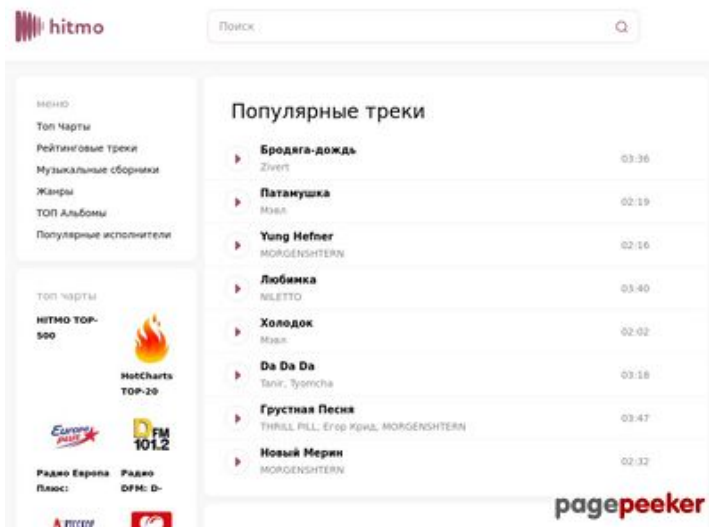 hitmo
Поиск
меню
Топ Чарты
Рейтинговые треки
Музыкальные сборники
Жанры
ТОП Альбомы
Популярные исполнители
топ чарты
HITMO TOP-
500
HotCharts
TOP-20
Европа
плюс
DFM
101.2
Радио Европа
Плюс:
Радио
DFM: D-
РУССКОЕ
Популярные треки
Бродяга-дождь
Zivert
03:36
Патамушка
Мэвл
02:19
Yung Hefner
MORGENSHTERN
02:16
Любимка
NILETTO
03:40
Холодок
Мэвл
02:02
Da Da Da
Tanir, Tyomcha
03:18
Грустная Песня
THRILL PILL, Егор Крид, MORGENSHTERN
03:47
Новый Мерин
MORGENSHTERN
02:32
pagepeeker